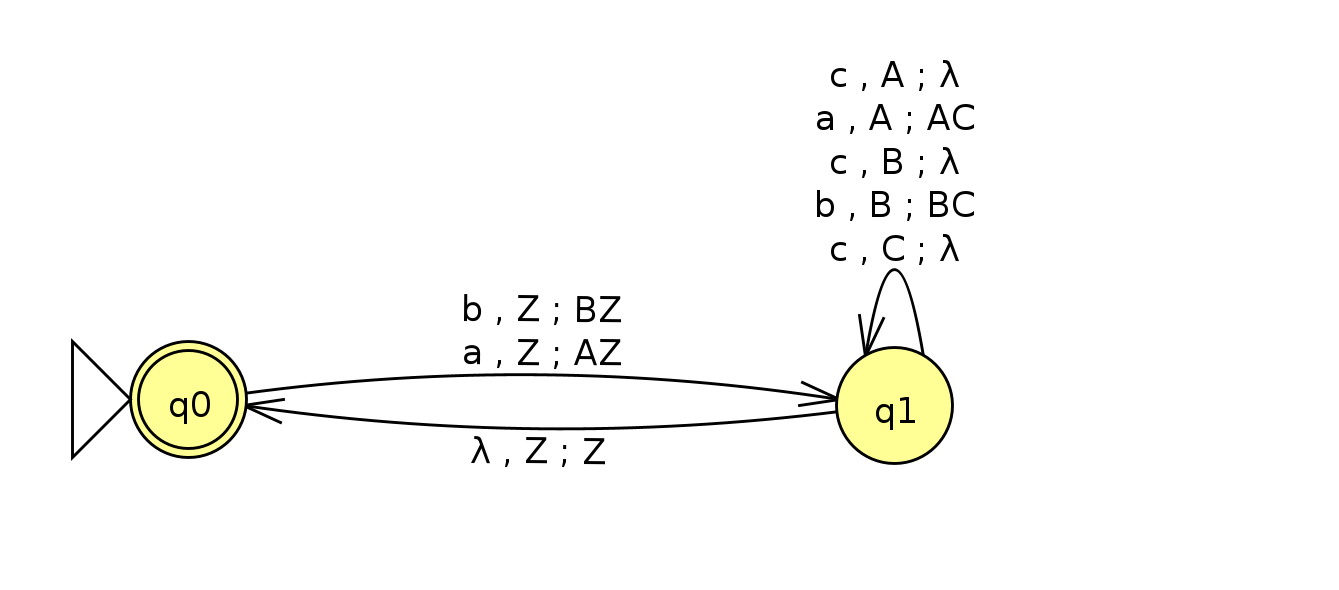 c , A ; λ
a , A ; AC
c , B ; λ
b , B ; BC
c , C ; λ
b , Z ; BZ
a , Z ; AZ
q0
q1
λ , Z ; Z